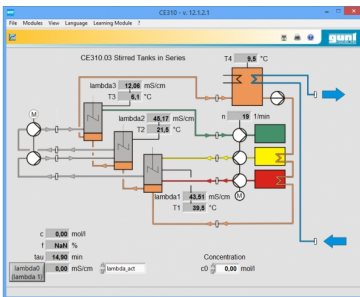 CE310 - v. 12.1.2.1
File Modules View Language Learning Module ?
gunt
CE310.03 Stirred Tanks in Series
T4 9,5 °C
lambda3 12,06 mS/cm
T3 6,1 °C
lambda2 45,17 mS/cm
T2 21,5 °C
n 19 1/min
M
lambda1 43,51 mS/cm
T1 39,5 °C
M
c 0,00 mol/l
f NaN %
tau 14,90 min
lambda0 (lambda 1) 0,00 mS/cm lambda_act
Concentration
c0 0,00 mol/l